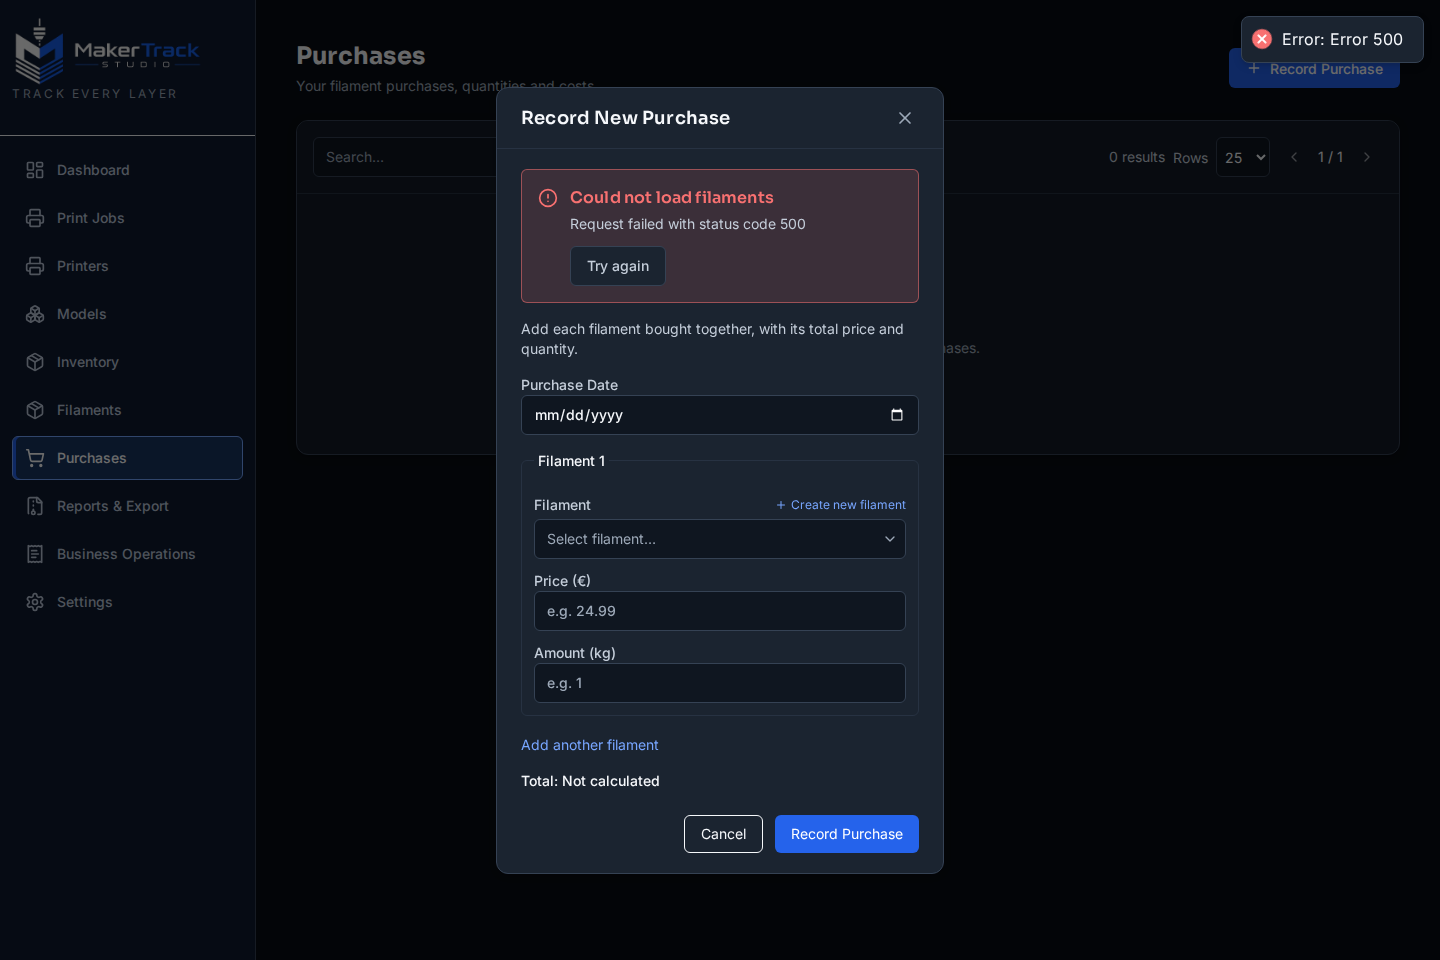 MakerTrack
STUDIO
TRACK EVERY LAYER
Dashboard
Print Jobs
Printers
Models
Inventory
Filaments
Purchases
Reports & Export
Business Operations
Settings
Purchases
Your filament purchases, quantities and costs
Error: Error 500
Record Purchase
Search...
0 results Rows 25 1 / 1
Record New Purchase
Could not load filaments
Request failed with status code 500
Try again
Add each filament bought together, with its total price and
quantity.
Purchase Date
mm/dd/yyyy
Filament 1
Filament
+ Create new filament
Select filament...
Price (€)
e.g. 24.99
Amount (kg)
e.g. 1
Add another filament
Total: Not calculated
Cancel
Record Purchase